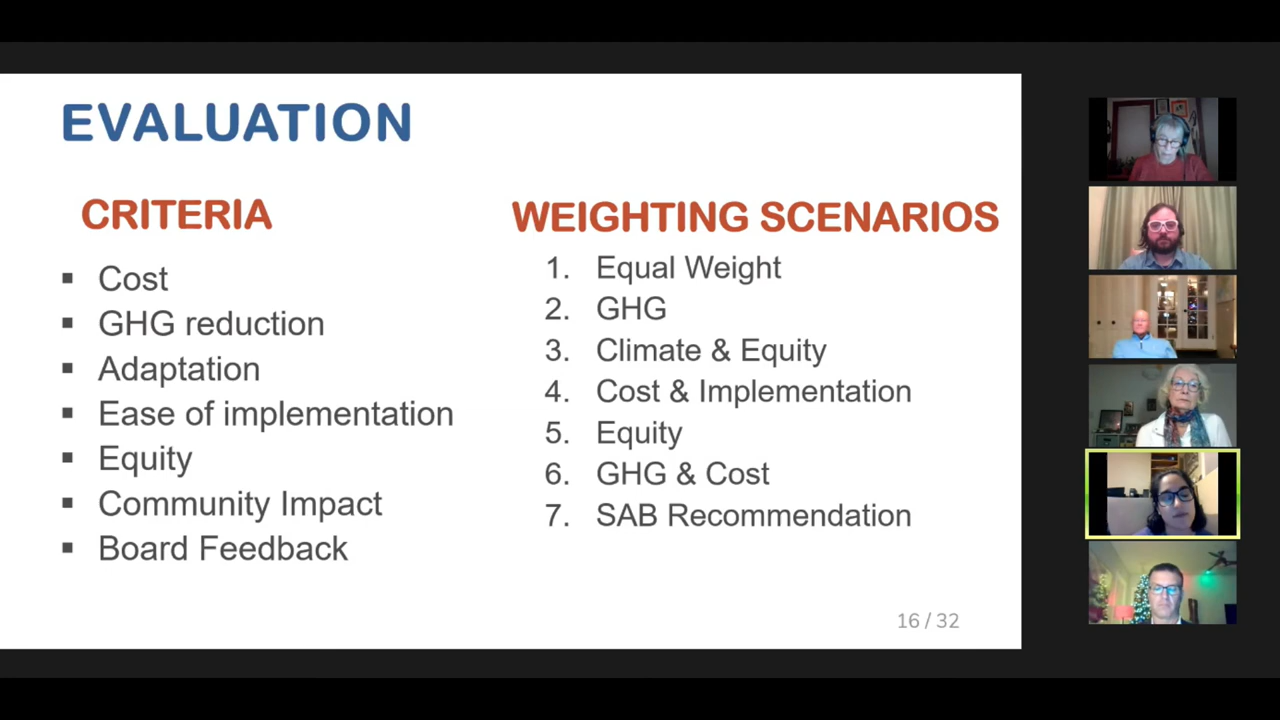 EVALUATION
CRITERIA
▪ Cost
▪ GHG reduction
▪ Adaptation
▪ Ease of implementation
▪ Equity
▪ Community Impact
▪ Board Feedback
WEIGHTING SCENARIOS
1. Equal Weight
2. GHG
3. Climate & Equity
4. Cost & Implementation
5. Equity
6. GHG & Cost
7. SAB Recommendation
16 / 32